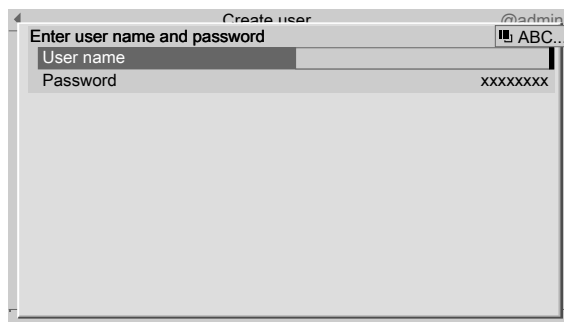 Create user @admin
Enter user name and password ABC...
User name
Password xxxxxxxx